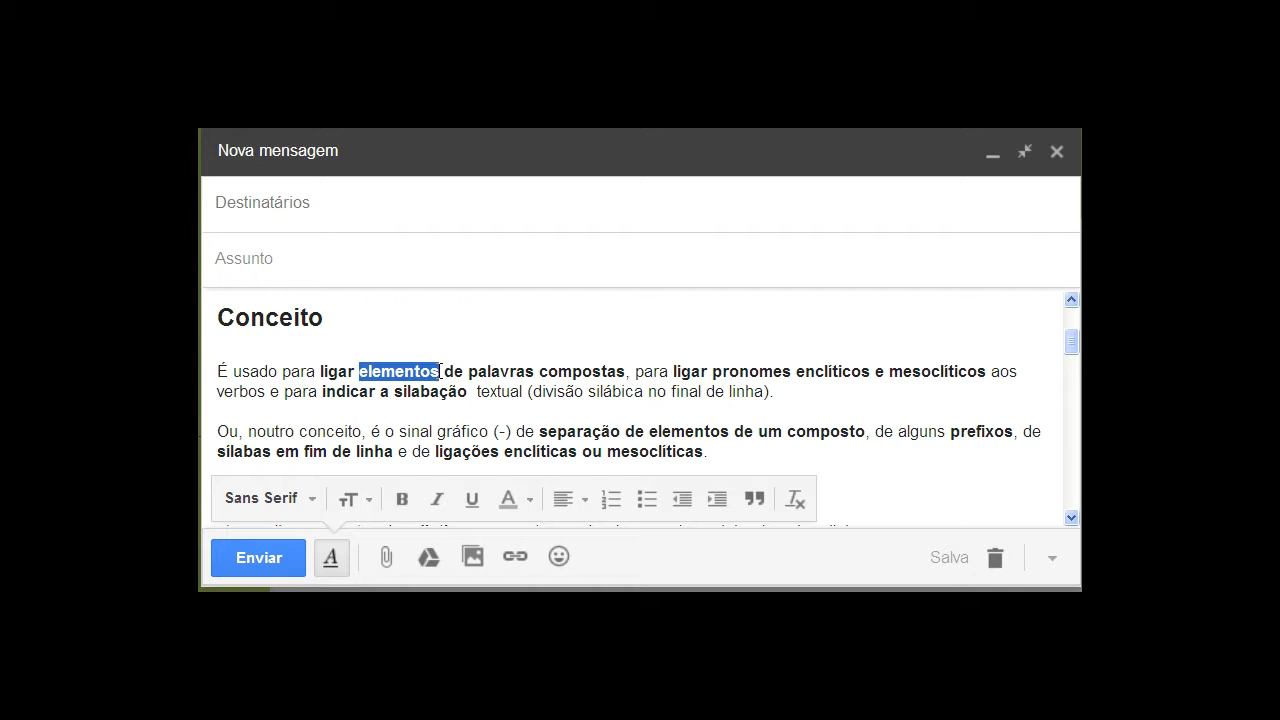 Nova mensagem
Destinatários
Assunto
Conceito
É usado para ligar elementos de palavras compostas, para ligar pronomes enclíticos e mesoclíticos aos
verbos e para indicar a silabação textual (divisão silábica no final de linha).
Ou, noutro conceito, é o sinal gráfico (-) de separação de elementos de um composto, de alguns prefixos, de
sílabas em fim de linha e de ligações enclíticas ou mesoclíticas.
Sans Serif
Enviar
Salva